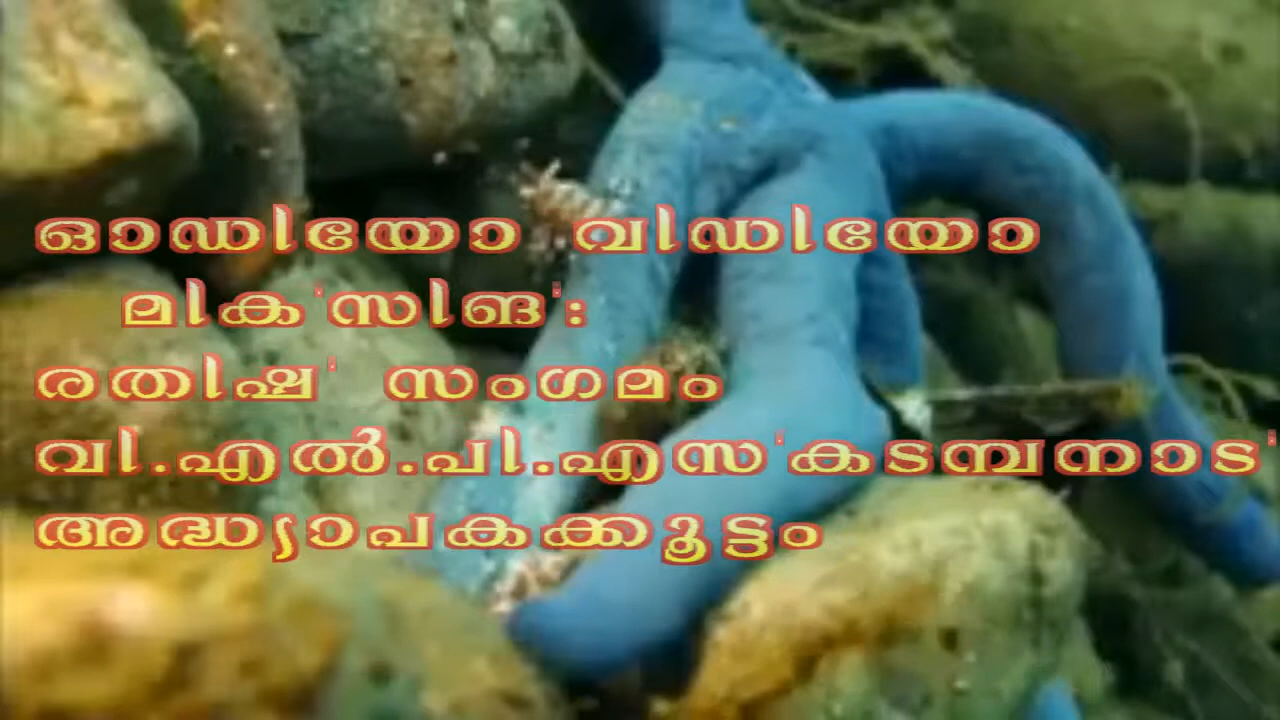 ഓഡിയോ വിഡിയോ
മിക്സിങ്:
രതിഷ് സംഗമം
വി.എൽ.പി.എസ്കടമ്പനാട്
അദ്ധ്യാപകക്കൂട്ടം